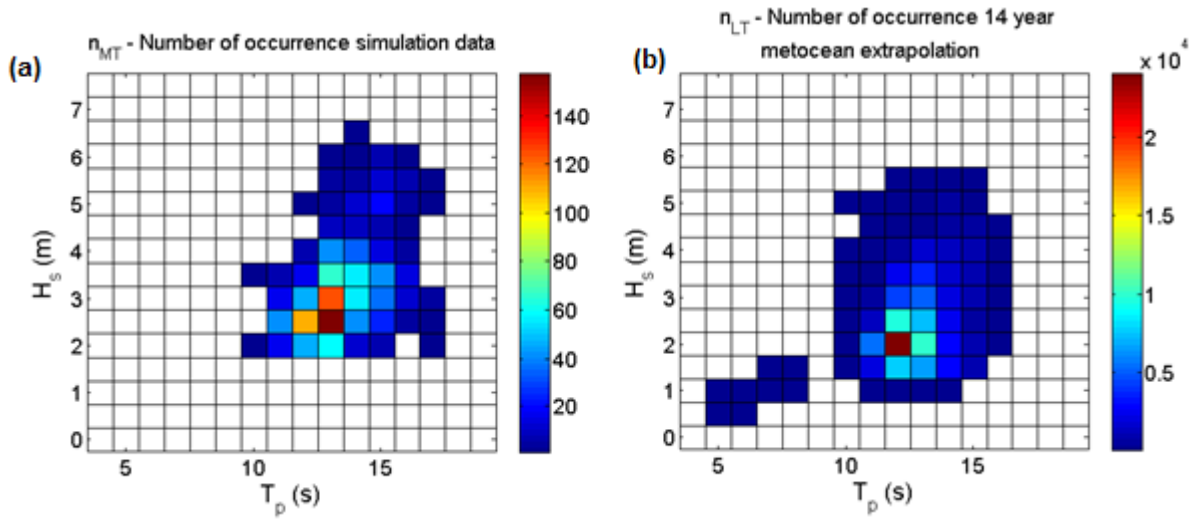 (a)
n_MT - Number of occurrence simulation data
7
6
5
4
3
2
1
0
H_s (m)
5 10 15
T_p (s)
140
120
100
80
60
40
20
(b)
n_LT - Number of occurrence 14 year
metocean extrapolation
x 10^4
7
6
5
4
3
2
1
0
H_s (m)
5 10 15
T_p (s)
2
1.5
1
0.5